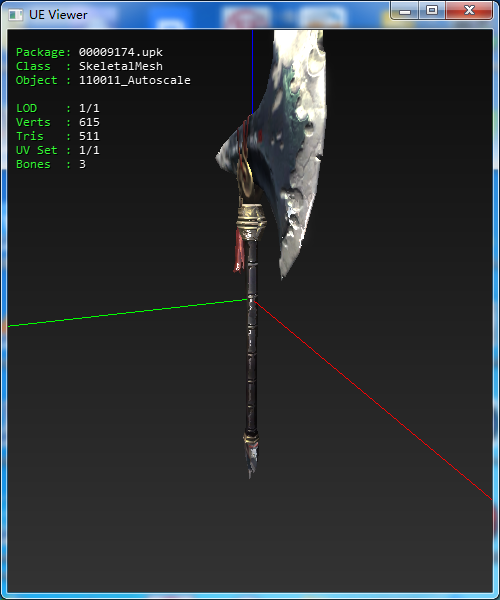 UE Viewer
Package: 00009174.upk
Class  : SkeletalMesh
Object : 110011_Autoscale
LOD    : 1/1
Verts  : 615
Tris   : 511
UV Set : 1/1
Bones  : 3